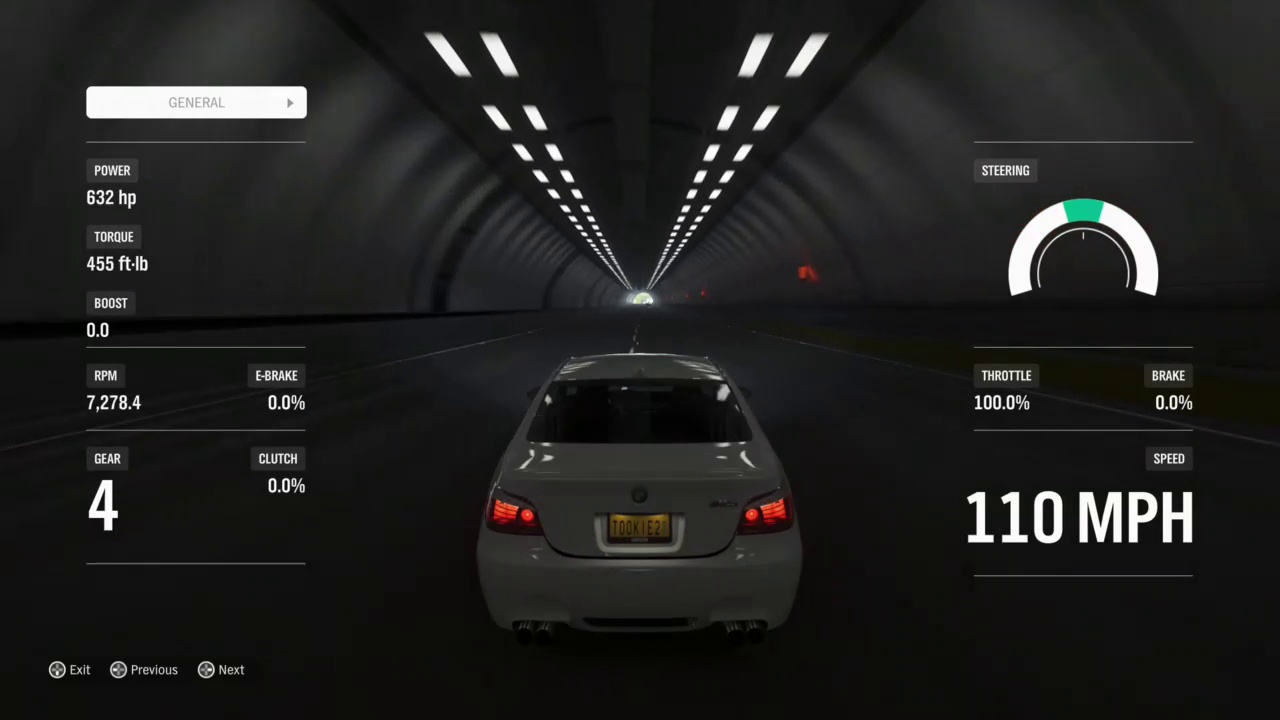 GENERAL
POWER
632 hp
TORQUE
455 ft·lb
BOOST
0.0
RPM
E-BRAKE
7,278.4
0.0%
GEAR
CLUTCH
4
0.0%
STEERING
THROTTLE
BRAKE
100.0%
0.0%
SPEED
110 MPH
TOOKIE2
Exit
Previous
Next